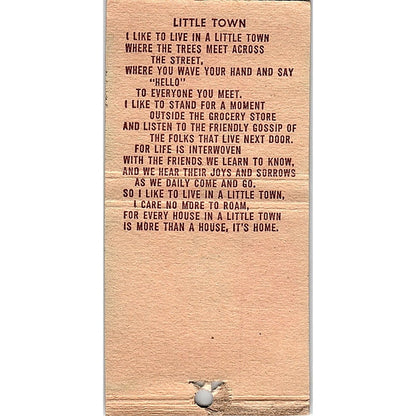 LITTLE TOWN
I LIKE TO LIVE IN A LITTLE TOWN
WHERE THE TREES MEET ACROSS
THE STREET,
WHERE YOU WAVE YOUR HAND AND SAY
"HELLO"
TO EVERYONE YOU MEET.
I LIKE TO STAND FOR A MOMENT
OUTSIDE THE GROCERY STORE
AND LISTEN TO THE FRIENDLY GOSSIP OF
THE FOLKS THAT LIVE NEXT DOOR.
FOR LIFE IS INTERWOVEN
WITH THE FRIENDS WE LEARN TO KNOW,
AND WE HEAR THEIR JOYS AND SORROWS
AS WE DAILY COME AND GO.
SO I LIKE TO LIVE IN A LITTLE TOWN,
I CARE NO MORE TO ROAM,
FOR EVERY HOUSE IN A LITTLE TOWN
IS MORE THAN A HOUSE, IT'S HOME.